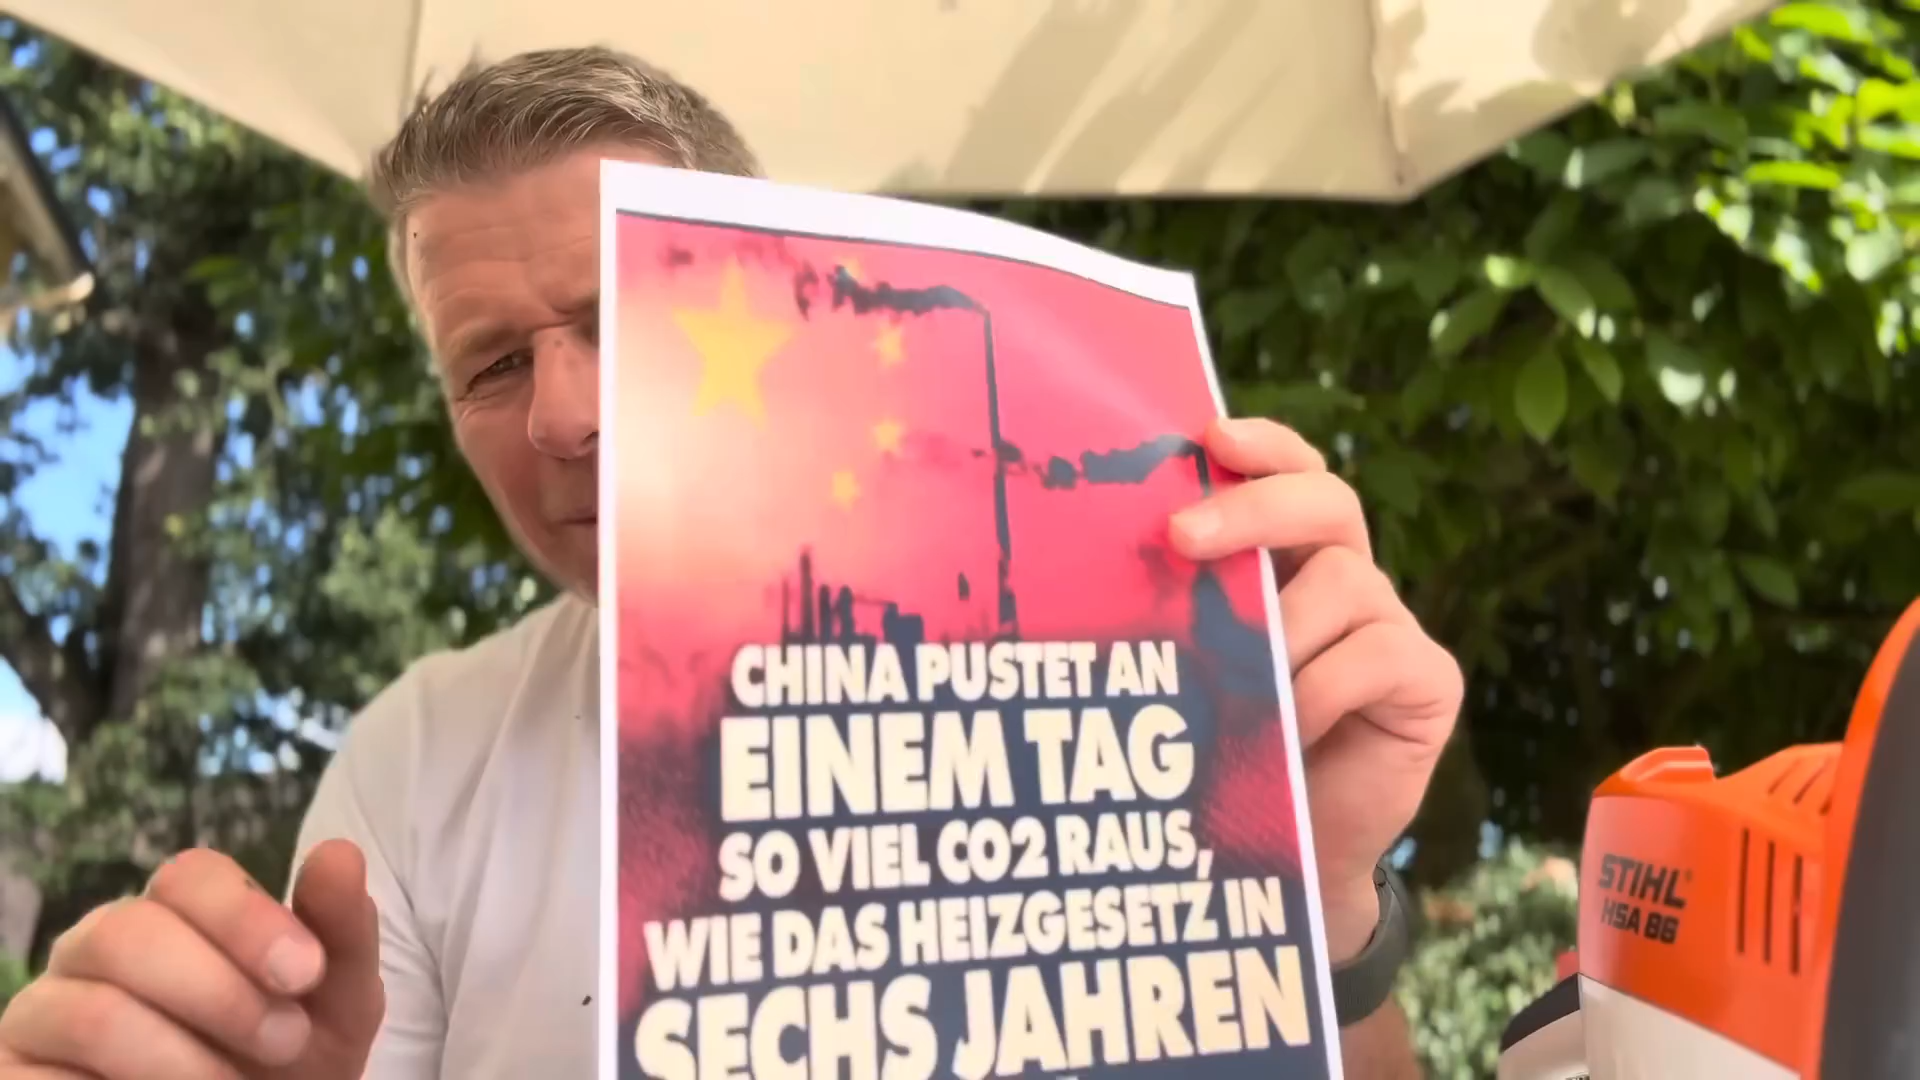 CHINA PUSTET AN
EINEM TAG
SO VIEL CO2 RAUS,
WIE DAS HEIZGESETZ IN
SECHS JAHREN
STIHL®
HSA 86